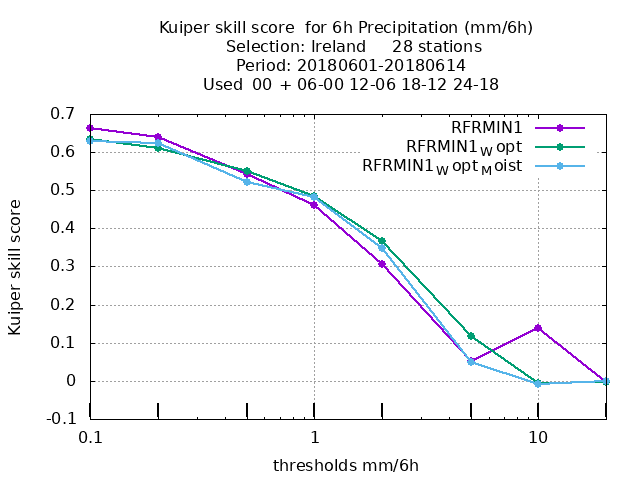 Kuiper skill score for 6h Precipitation (mm/6h)
Selection: Ireland 28 stations
Period: 20180601-20180614
Used 00 + 06-00 12-06 18-12 24-18
0.7
0.6
0.5
0.4
0.3
0.2
0.1
0
-0.1
Kuiper skill score
RFRMIN1
RFRMIN1_W opt
RFRMIN1_W opt_M oist
0.1 1 10
thresholds mm/6h